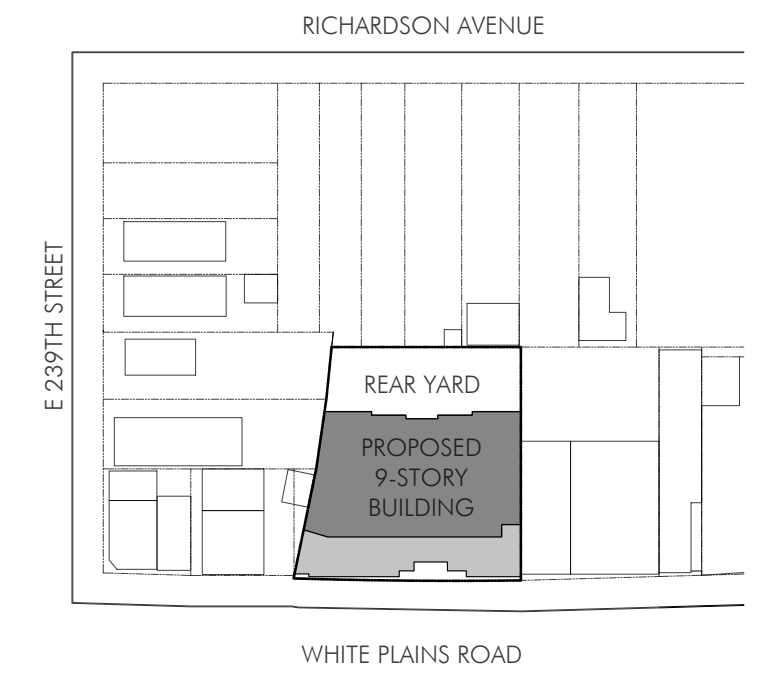 RICHARDSON AVENUE
E 239TH STREET
REAR YARD
PROPOSED
9-STORY
BUILDING
WHITE PLAINS ROAD